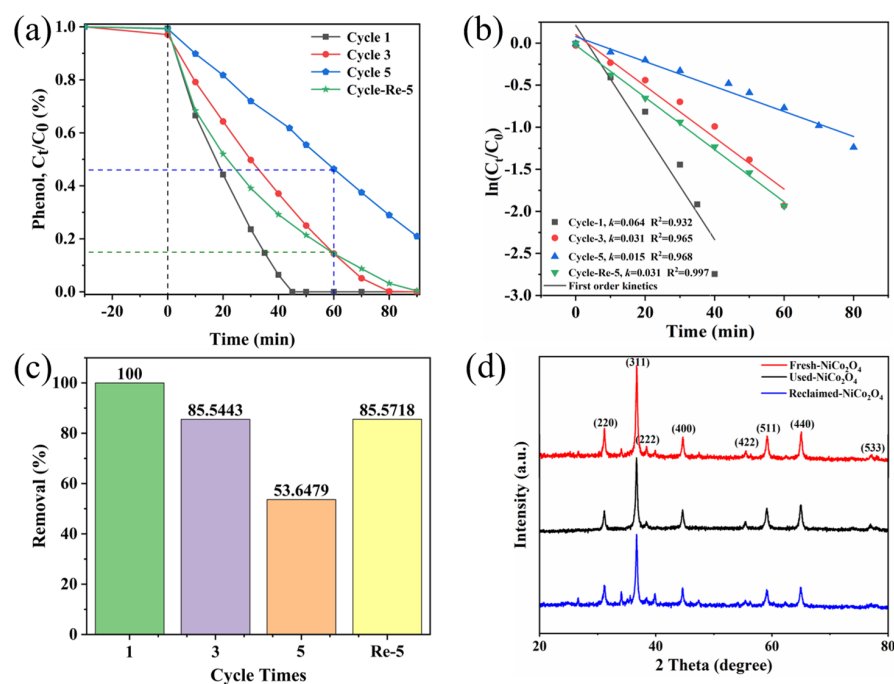 (a)
Phenol, Ct/C0 (%)
1.0
0.8
0.6
0.4
0.2
0.0
Cycle 1
Cycle 3
Cycle 5
Cycle-Re-5
-20 0 20 40 60 80
Time (min)
(b)
ln(Ct/C0)
0.0
-0.5
-1.0
-1.5
-2.0
-2.5
-3.0
Cycle-1, k=0.064 R²=0.932
Cycle-3, k=0.031 R²=0.965
Cycle-5, k=0.015 R²=0.968
Cycle-Re-5, k=0.031 R²=0.997
First order kinetics
0 20 40 60 80
Time (min)
(c)
Removal (%)
100
80
60
40
20
0
100
85.5443
53.6479
85.5718
1 3 5 Re-5
Cycle Times
(d)
Intensity (a.u.)
Fresh-NiCo₂O₄
Used-NiCo₂O₄
Reclaimed-NiCo₂O₄
(220)
(311)
(222)
(400)
(422)
(511)
(440)
(533)
20 40 60 80
2 Theta (degree)